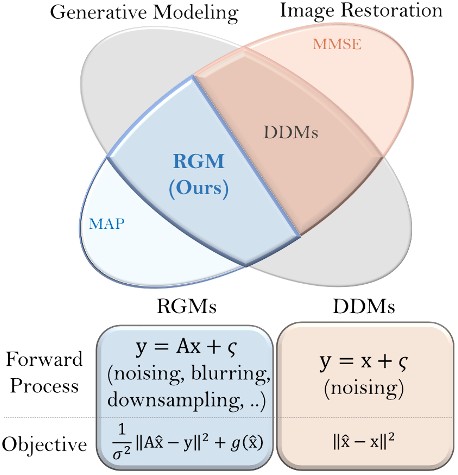 Generative Modeling
Image Restoration
MMSE
DDMs
RGM
(Ours)
MAP
RGMs
DDMs
Forward
Process
y = Ax + ς
(noising, blurring,
downsampling, ..)
y = x + ς
(noising)
Objective
1/σ² ‖Ax̂ − y‖² + g(x̂)
‖x̂ − x‖²